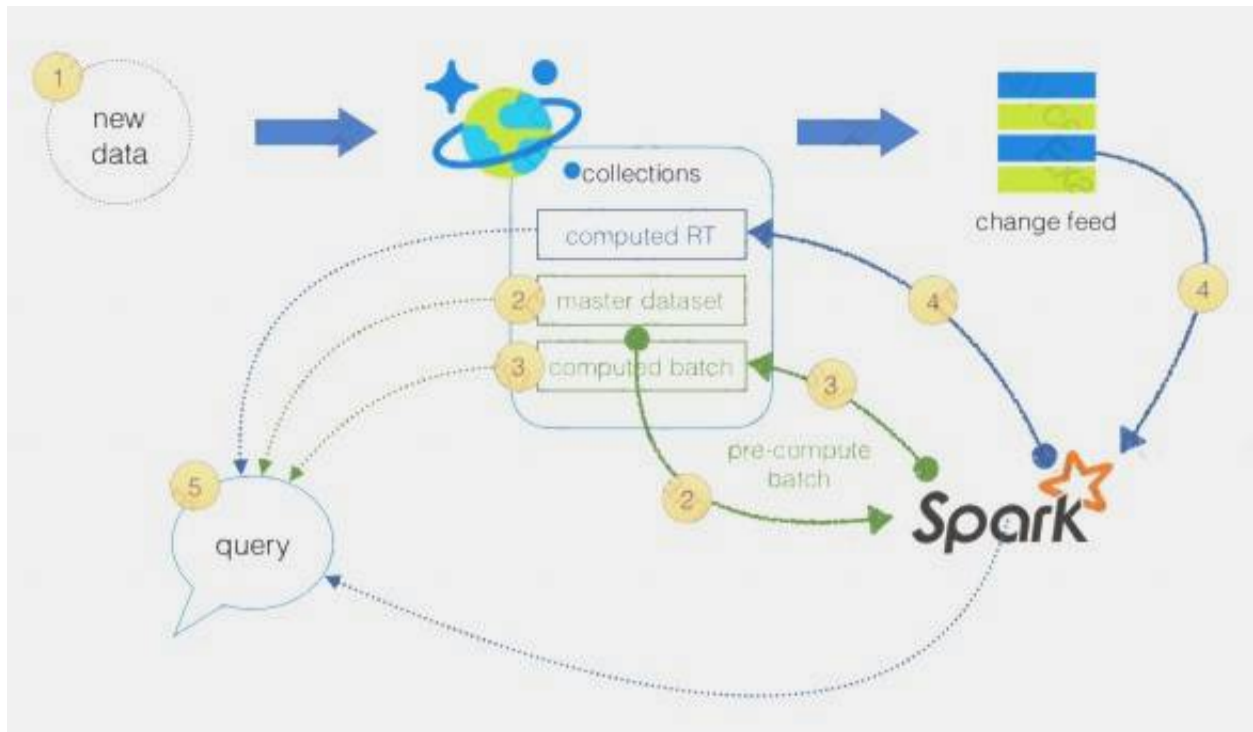 1
new
data
collections
computed RT
2
master dataset
3
computed batch
change feed
4
4
3
pre-compute
batch
2
Spark
5
query